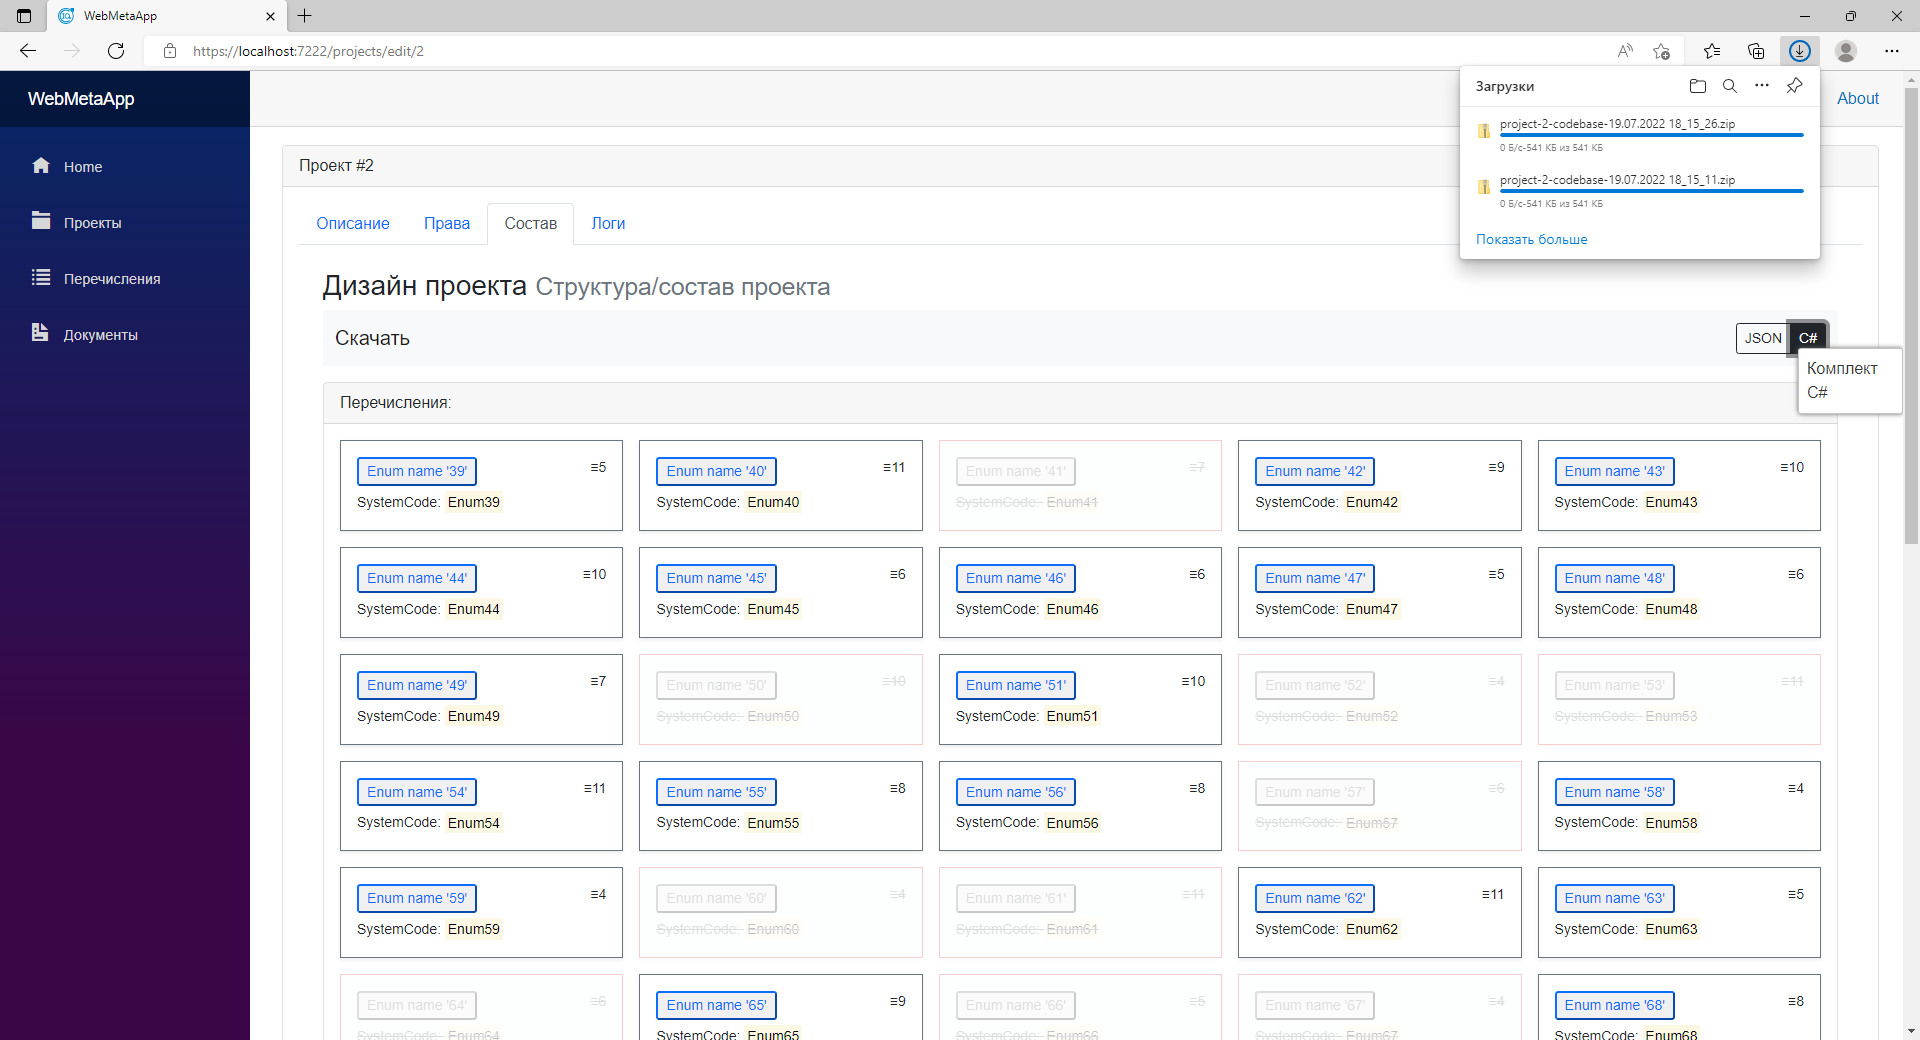 WebMetaApp
https://localhost:7222/projects/edit/2
WebMetaApp
About
Загрузки
project-2-codebase-19.07.2022 18_15_26.zip
0 Б/с-541 КБ из 541 КБ
project-2-codebase-19.07.2022 18_15_11.zip
0 Б/с-541 КБ из 541 КБ
Показать больше
Home
Проекты
Перечисления
Документы
Проект #2
Описание Права Состав Логи
Дизайн проекта Структура/состав проекта
Скачать
JSON C#
Комплект
C#
Перечисления:
Enum name '39' ≡5
SystemCode: Enum39
Enum name '40' ≡11
SystemCode: Enum40
Enum name '41' ≡7
SystemCode: Enum41
Enum name '42' ≡9
SystemCode: Enum42
Enum name '43' ≡10
SystemCode: Enum43
Enum name '44' ≡10
SystemCode: Enum44
Enum name '45' ≡6
SystemCode: Enum45
Enum name '46' ≡6
SystemCode: Enum46
Enum name '47' ≡5
SystemCode: Enum47
Enum name '48' ≡6
SystemCode: Enum48
Enum name '49' ≡7
SystemCode: Enum49
Enum name '50' ≡10
SystemCode: Enum50
Enum name '51' ≡10
SystemCode: Enum51
Enum name '52' ≡4
SystemCode: Enum52
Enum name '53' ≡11
SystemCode: Enum53
Enum name '54' ≡11
SystemCode: Enum54
Enum name '55' ≡8
SystemCode: Enum55
Enum name '56' ≡8
SystemCode: Enum56
Enum name '57' ≡6
SystemCode: Enum57
Enum name '58' ≡4
SystemCode: Enum58
Enum name '59' ≡4
SystemCode: Enum59
Enum name '60' ≡4
SystemCode: Enum60
Enum name '61' ≡11
SystemCode: Enum61
Enum name '62' ≡11
SystemCode: Enum62
Enum name '63' ≡5
SystemCode: Enum63
Enum name '64' ≡6
SystemCode: Enum64
Enum name '65' ≡9
SystemCode: Enum65
Enum name '66' ≡5
SystemCode: Enum66
Enum name '67' ≡4
SystemCode: Enum67
Enum name '68' ≡8
SystemCode: Enum68